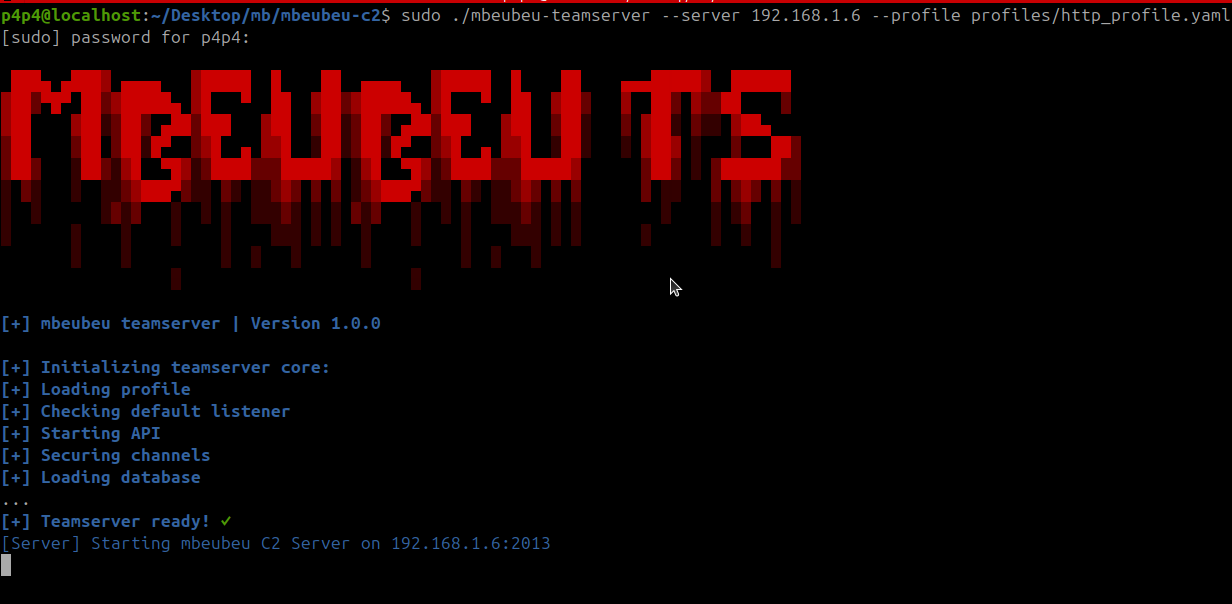 p4p4@localhost:~/Desktop/mb/mbeubeu-c2$ sudo ./mbeubeu-teamserver --server 192.168.1.6 --profile profiles/http_profile.yaml
[sudo] password for p4p4:
MBEUBEU TS
[+] mbeubeu teamserver | Version 1.0.0
[+] Initializing teamserver core:
[+] Loading profile
[+] Checking default listener
[+] Starting API
[+] Securing channels
[+] Loading database
...
[+] Teamserver ready! ✓
[Server] Starting mbeubeu C2 Server on 192.168.1.6:2013